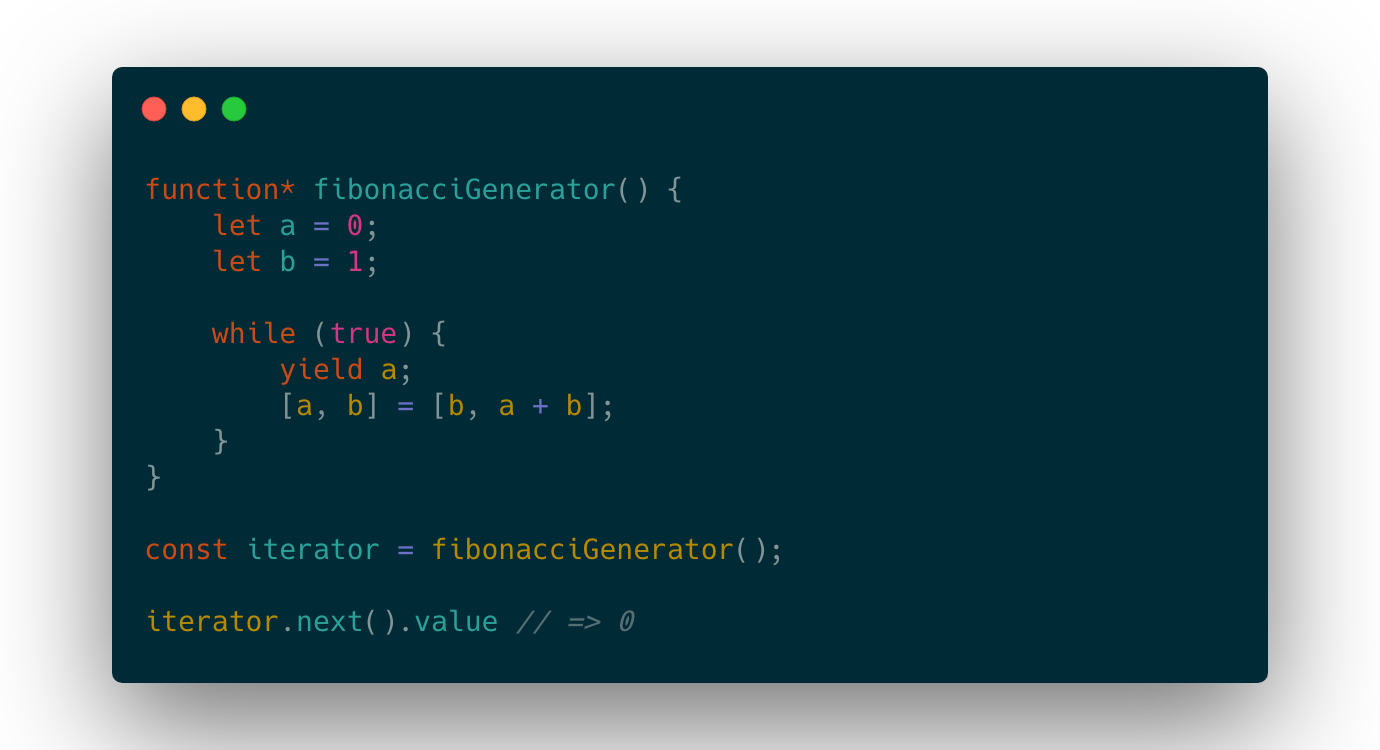 function* fibonacciGenerator() {
    let a = 0;
    let b = 1;

    while (true) {
        yield a;
        [a, b] = [b, a + b];
    }
}

const iterator = fibonacciGenerator();

iterator.next().value // => 0